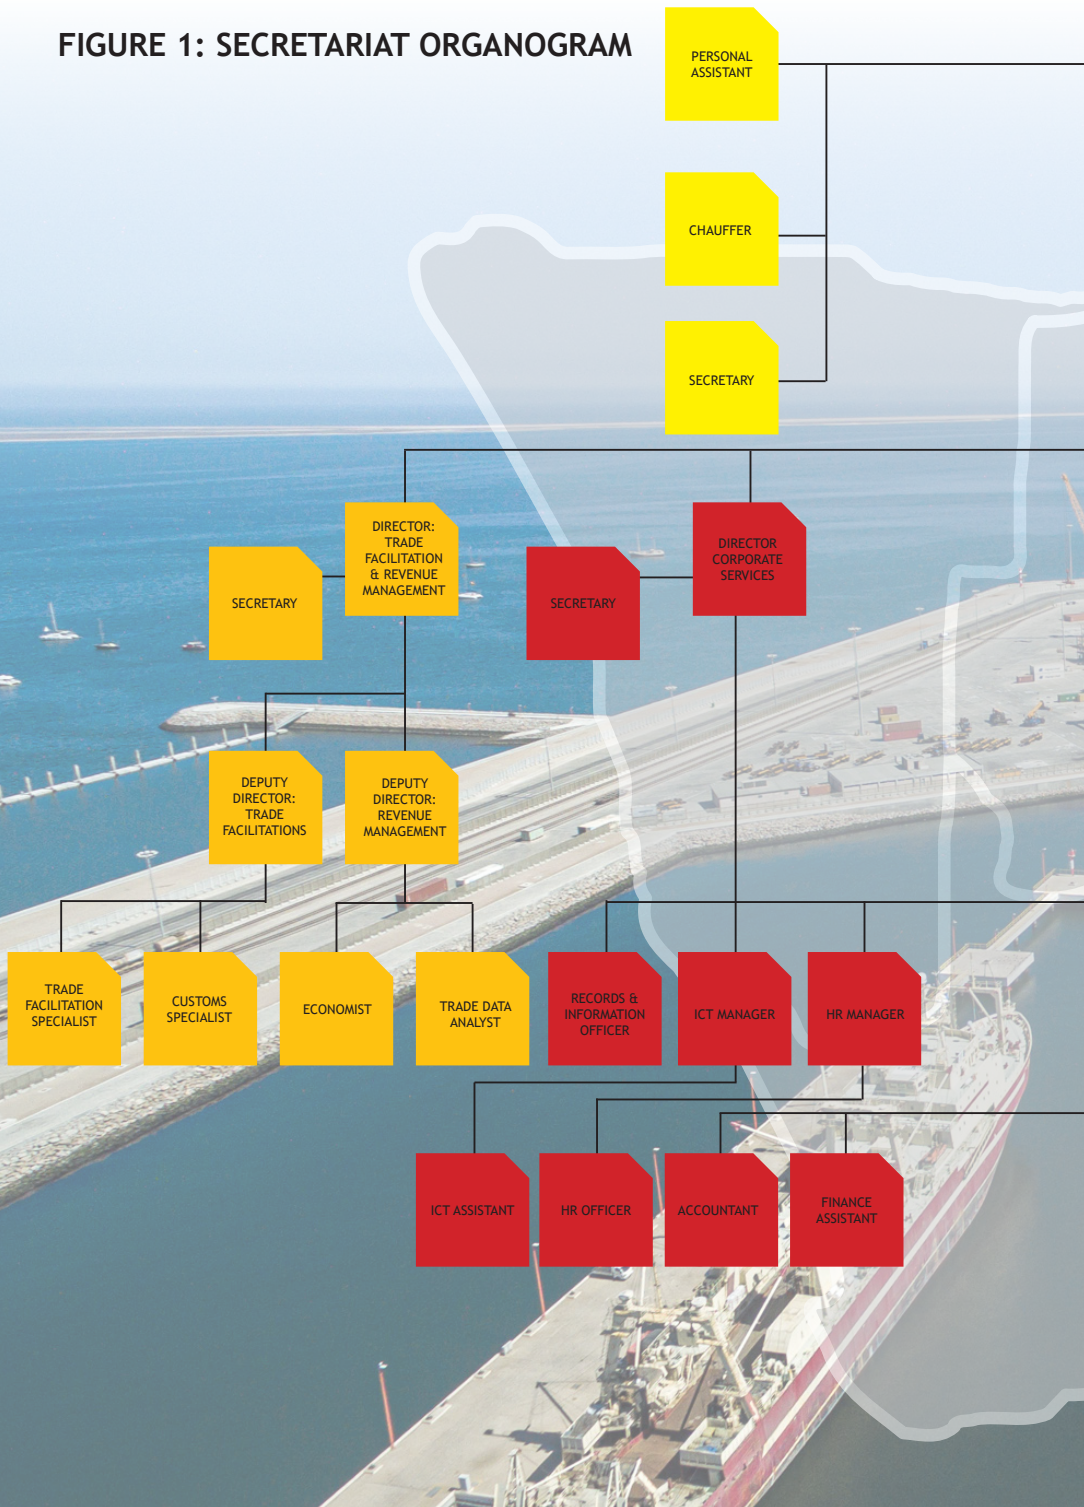 FIGURE 1: SECRETARIAT ORGANOGRAM
PERSONAL
ASSISTANT
CHAUFFER
SECRETARY
DIRECTOR:
TRADE
FACILITATION
& REVENUE
MANAGEMENT
SECRETARY
DIRECTOR
CORPORATE
SERVICES
SECRETARY
DEPUTY
DIRECTOR:
TRADE
FACILITATIONS
DEPUTY
DIRECTOR:
REVENUE
MANAGEMENT
TRADE
FACILITATION
SPECIALIST
CUSTOMS
SPECIALIST
ECONOMIST
TRADE DATA
ANALYST
RECORDS &
INFORMATION
OFFICER
ICT MANAGER
HR MANAGER
ICT ASSISTANT
HR OFFICER
ACCOUNTANT
FINANCE
ASSISTANT